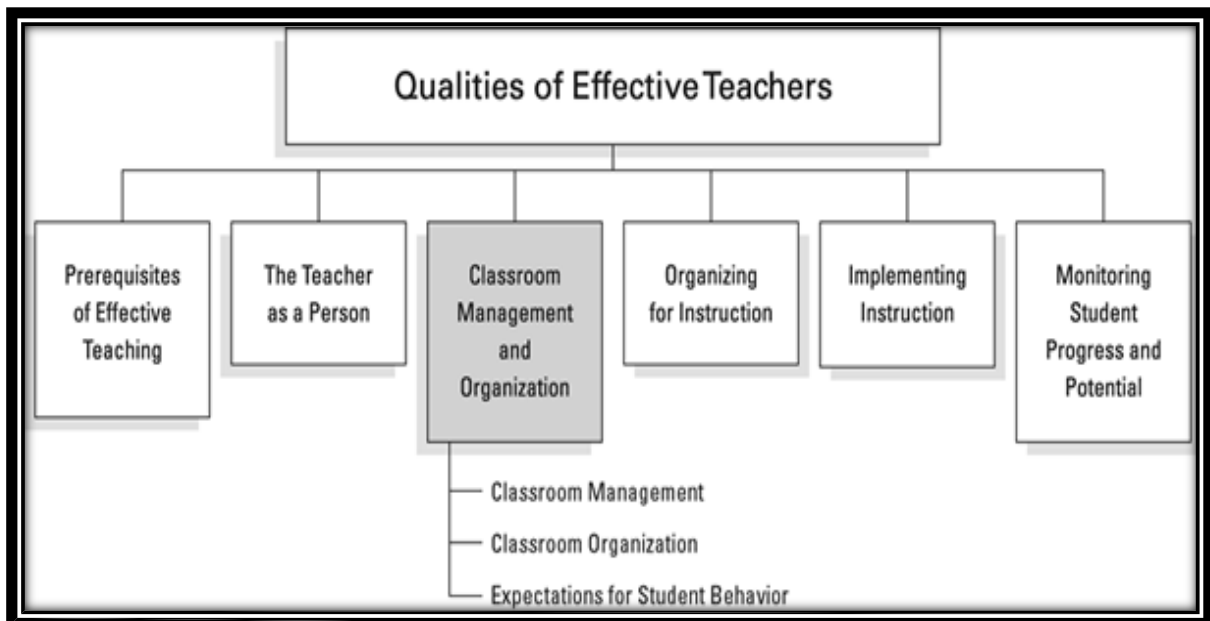 Qualities of Effective Teachers
Prerequisites
of Effective
Teaching
The Teacher
as a Person
Classroom
Management
and
Organization
Organizing
for Instruction
Implementing
Instruction
Monitoring
Student
Progress and
Potential
Classroom Management
Classroom Organization
Expectations for Student Behavior